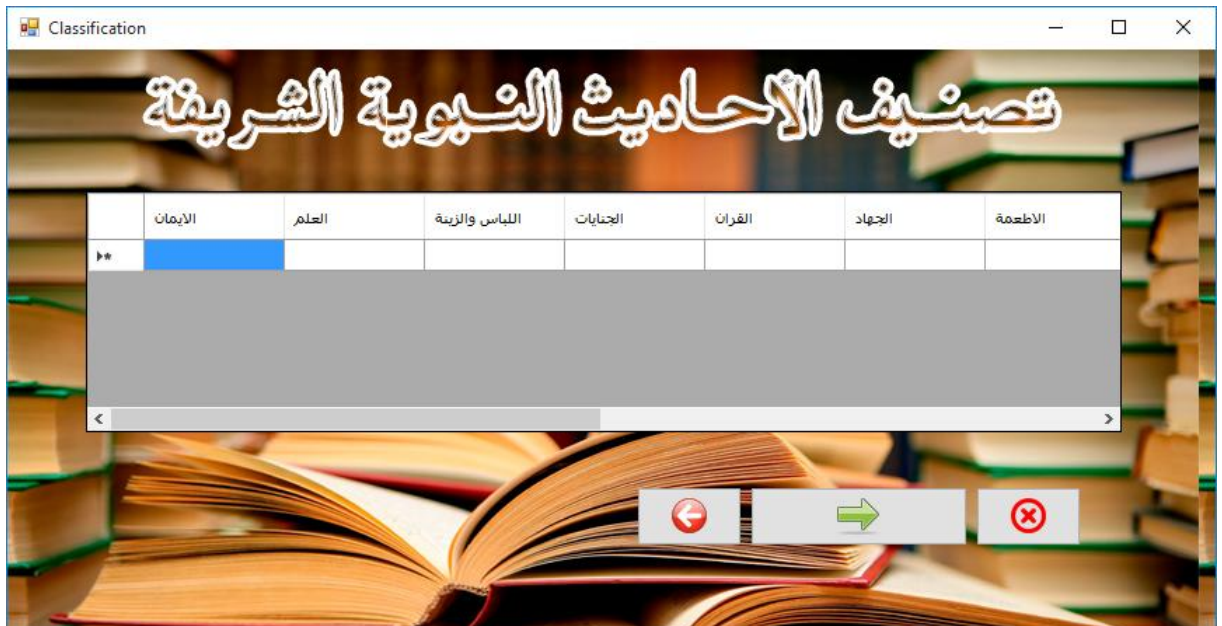 Classification
تصنيف الأحاديث النبوية الشريفة
الايمان العلم اللباس والزينة الجنايات القران الجهاد الاطعمة